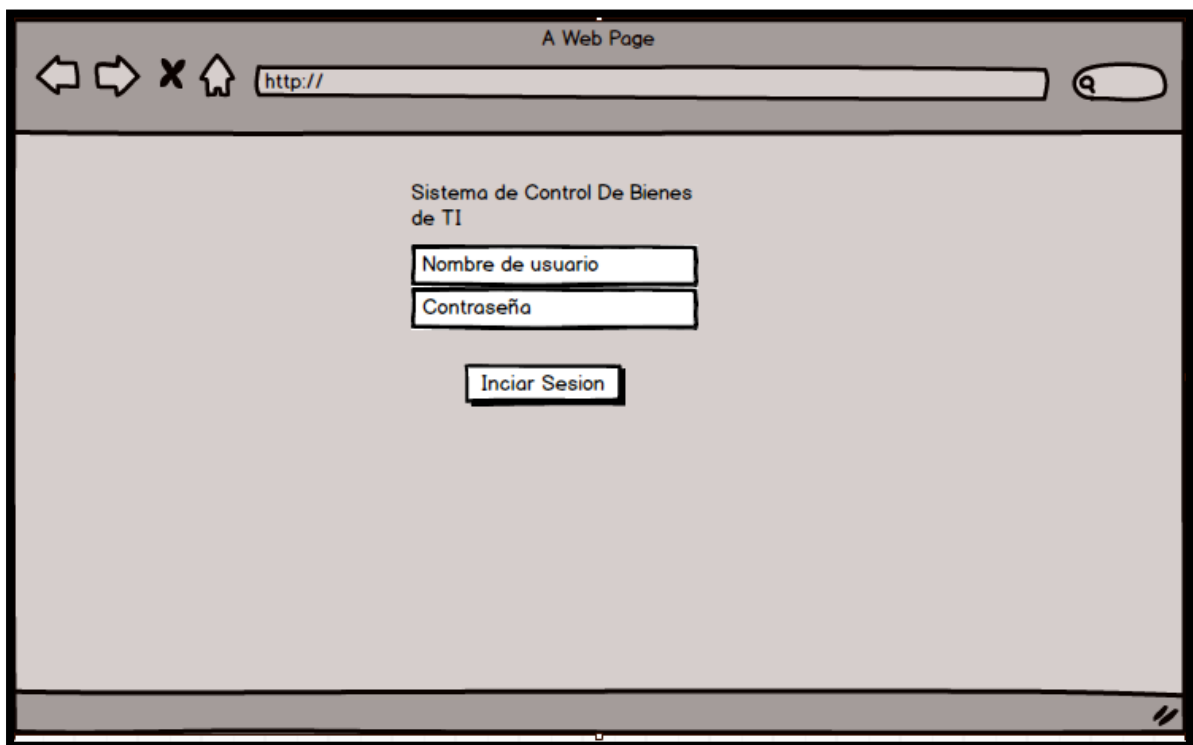 A Web Page
http://
Sistema de Control De Bienes
de TI
Nombre de usuario
Contraseña
Inciar Sesion